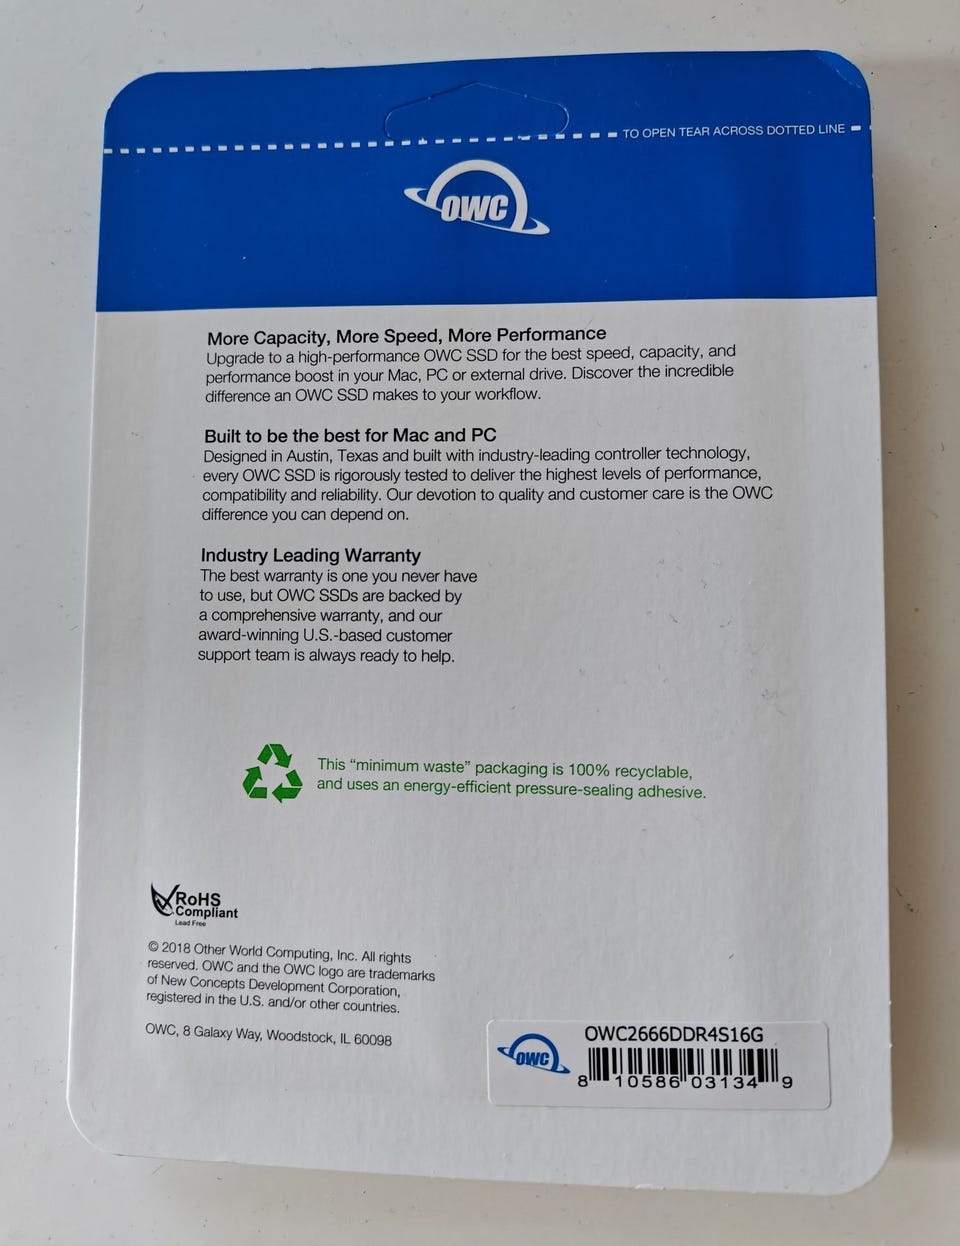 TO OPEN TEAR ACROSS DOTTED LINE
OWC
More Capacity, More Speed, More Performance
Upgrade to a high-performance OWC SSD for the best speed, capacity, and
performance boost in your Mac, PC or external drive. Discover the incredible
difference an OWC SSD makes to your workflow.
Built to be the best for Mac and PC
Designed in Austin, Texas and built with industry-leading controller technology,
every OWC SSD is rigorously tested to deliver the highest levels of performance,
compatibility and reliability. Our devotion to quality and customer care is the OWC
difference you can depend on.
Industry Leading Warranty
The best warranty is one you never have
to use, but OWC SSDs are backed by
a comprehensive warranty, and our
award-winning U.S.-based customer
support team is always ready to help.
This “minimum waste” packaging is 100% recyclable,
and uses an energy-efficient pressure-sealing adhesive.
RoHS
Compliant
Lead Free
© 2018 Other World Computing, Inc. All rights
reserved. OWC and the OWC logo are trademarks
of New Concepts Development Corporation,
registered in the U.S. and/or other countries.
OWC, 8 Galaxy Way, Woodstock, IL 60098
OWC
OWC2666DDR4S16G
8 10586 03134 9